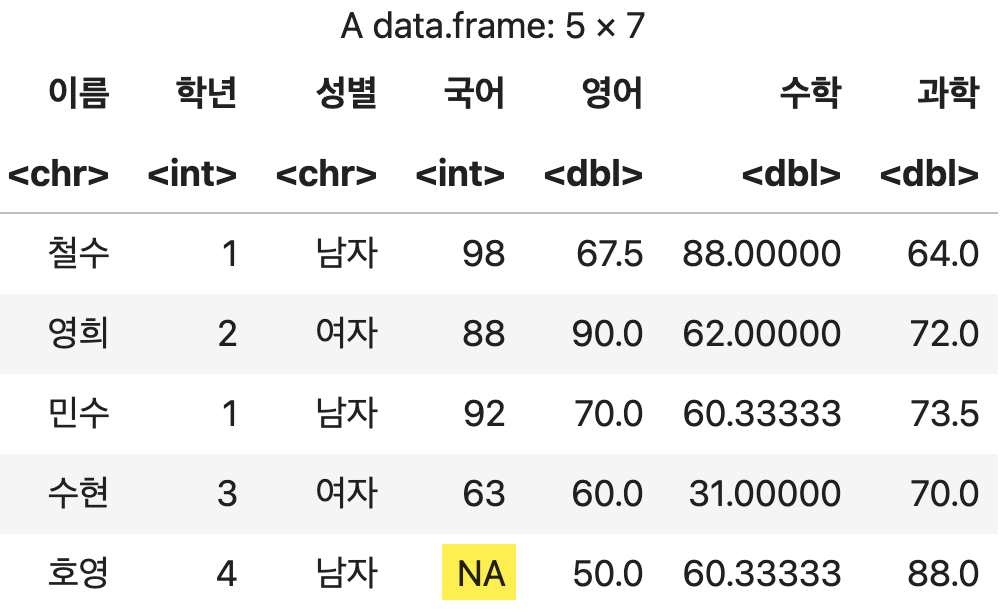 A data.frame: 5 × 7
이름 학년 성별 국어 영어 수학 과학
<chr> <int> <chr> <int> <dbl> <dbl> <dbl>
철수 1 남자 98 67.5 88.00000 64.0
영희 2 여자 88 90.0 62.00000 72.0
민수 1 남자 92 70.0 60.33333 73.5
수현 3 여자 63 60.0 31.00000 70.0
호영 4 남자 NA 50.0 60.33333 88.0